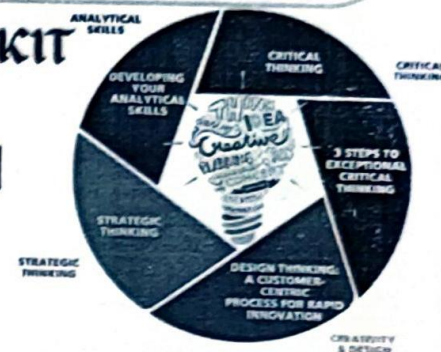 ANALYTICAL
SKILLS
KIT
DEVELOPING
YOUR
ANALYTICAL
SKILLS
CRITICAL
THINKING
CRITICAL
THINKING
IDEA
Creative
3 STEPS TO
EXCEPTIONAL
CRITICAL
THINKING
STRATEGIC
THINKING
STRATEGIC
THINKING
DESIGN THINKING:
A CUSTOMER-
CENTRIC
PROCESS FOR RAPID
INNOVATION
CREATIVITY
& DESIGN